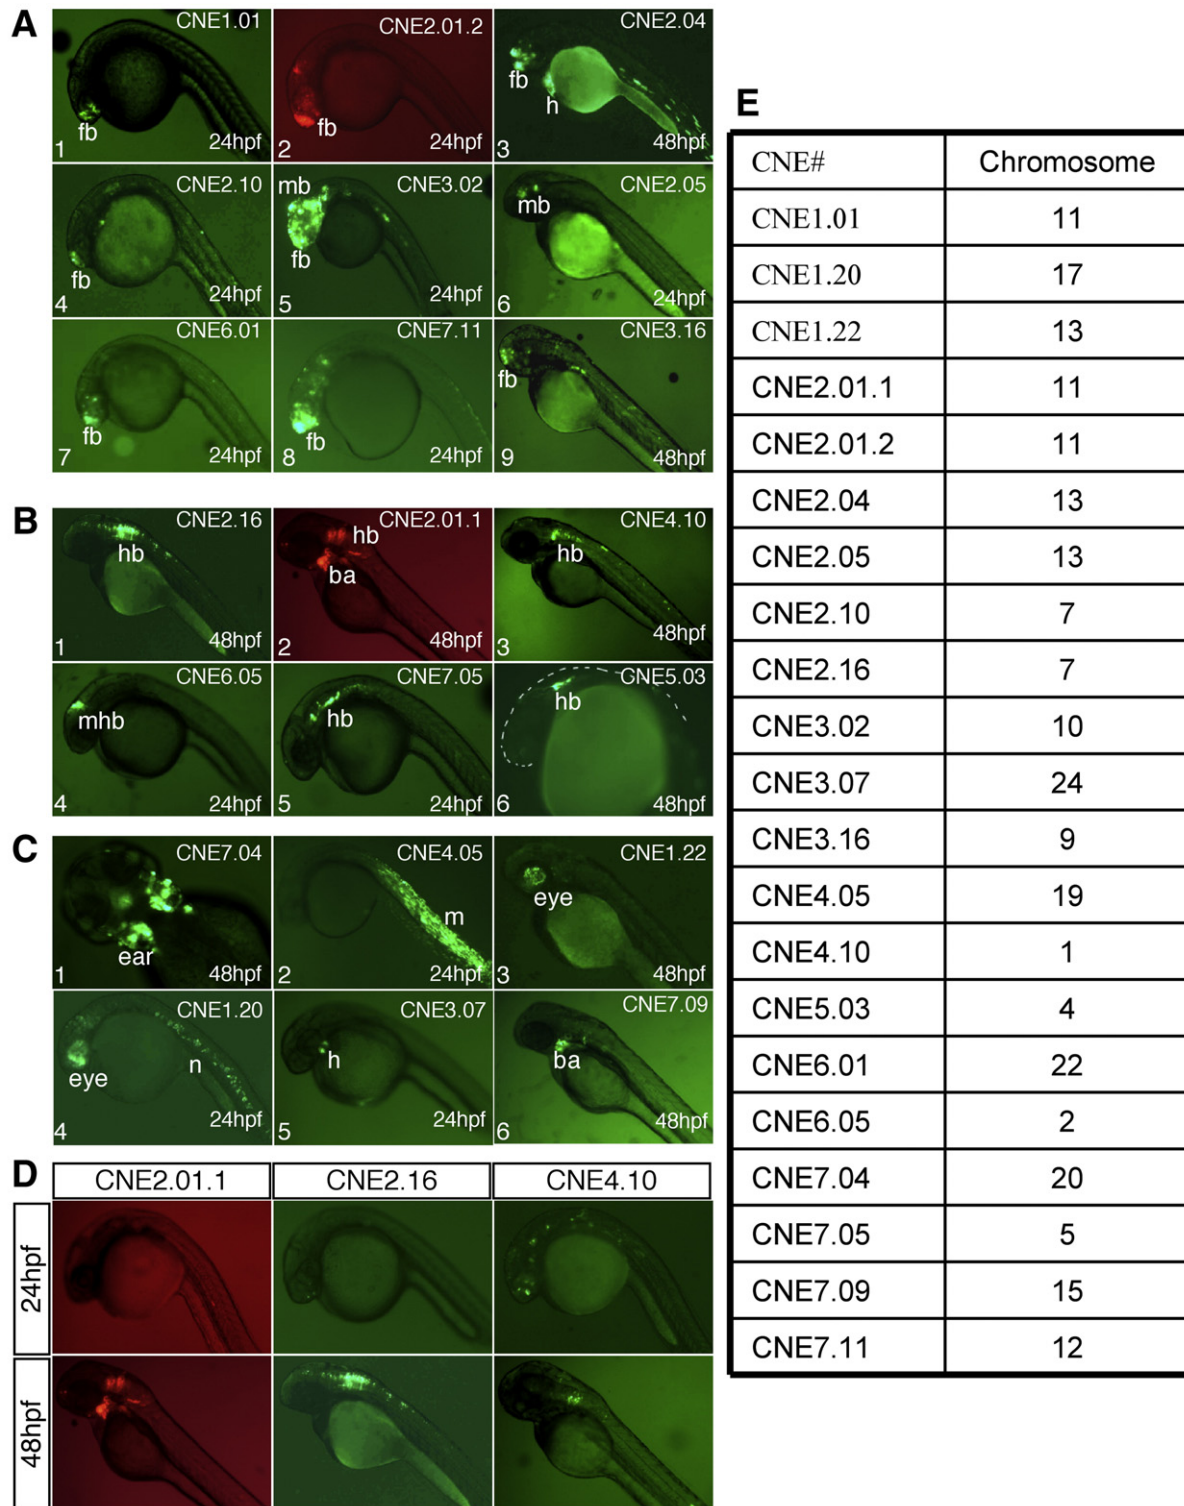 A
CNE1.01
fb
1
24hpf
CNE2.01.2
fb
2
24hpf
CNE2.04
fb
h
3
48hpf
CNE2.10
fb
4
24hpf
CNE3.02
mb
fb
5
24hpf
CNE2.05
mb
6
24hpf
CNE6.01
fb
7
24hpf
CNE7.11
fb
8
24hpf
CNE3.16
fb
9
48hpf
B
CNE2.16
hb
1
48hpf
CNE2.01.1
hb
ba
2
48hpf
CNE4.10
hb
3
48hpf
CNE6.05
mhb
4
24hpf
CNE7.05
hb
5
24hpf
CNE5.03
hb
6
48hpf
C
CNE7.04
ear
1
48hpf
CNE4.05
m
2
24hpf
CNE1.22
eye
3
48hpf
CNE1.20
eye
n
4
24hpf
CNE3.07
h
5
24hpf
CNE7.09
ba
6
48hpf
D
CNE2.01.1
CNE2.16
CNE4.10
24hpf
48hpf
E
CNE# Chromosome
CNE1.01 11
CNE1.20 17
CNE1.22 13
CNE2.01.1 11
CNE2.01.2 11
CNE2.04 13
CNE2.05 13
CNE2.10 7
CNE2.16 7
CNE3.02 10
CNE3.07 24
CNE3.16 9
CNE4.05 19
CNE4.10 1
CNE5.03 4
CNE6.01 22
CNE6.05 2
CNE7.04 20
CNE7.05 5
CNE7.09 15
CNE7.11 12